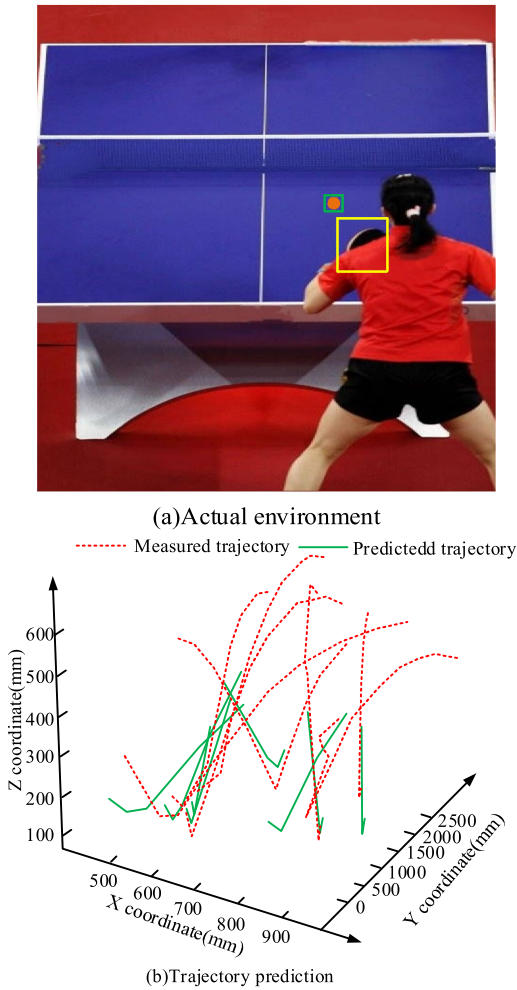 (a)Actual environment
Measured trajectory
Predictedd trajectory
600
500
400
300
200
100
Z coordinate(mm)
500
600
700
800
900
X coordinate(mm)
0
500
1000
1500
2000
2500
Y coordinate(mm)
(b)Trajectory prediction